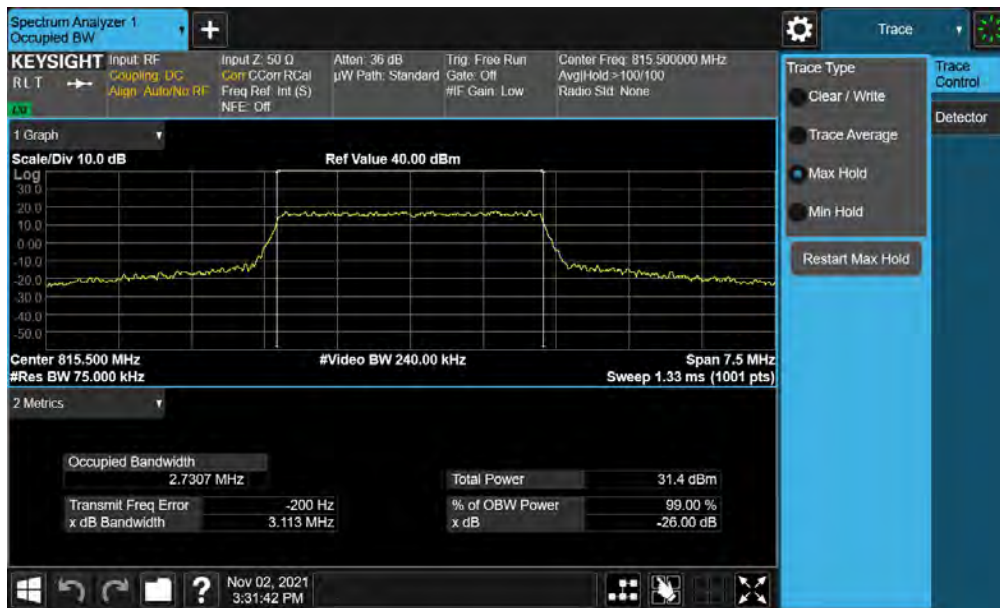 Spectrum Analyzer 1
Occupied BW
+
Trace
KEYSIGHT
RLT
Input: RF
Coupling: DC
Align: Auto/No RF
Input Z: 50 Ω
Corr CCorr RCal
Freq Ref: Int (S)
NFE: Off
Atten: 36 dB
µW Path: Standard
Trig: Free Run
Gate: Off
#IF Gain: Low
Center Freq: 815.500000 MHz
Avg|Hold:>100/100
Radio Std: None
Trace Type
Clear / Write
Trace Average
Max Hold
Min Hold
Restart Max Hold
Trace
Control
Detector
1 Graph
Scale/Div 10.0 dB
Ref Value 40.00 dBm
Log
30.0
20.0
10.0
0.00
-10.0
-20.0
-30.0
-40.0
-50.0
Center 815.500 MHz
#Video BW 240.00 kHz
Span 7.5 MHz
#Res BW 75.000 kHz
Sweep 1.33 ms (1001 pts)
2 Metrics
Occupied Bandwidth
2.7307 MHz
Total Power 31.4 dBm
Transmit Freq Error -200 Hz
% of OBW Power 99.00 %
x dB Bandwidth 3.113 MHz
x dB -26.00 dB
?
Nov 02, 2021
3:31:42 PM